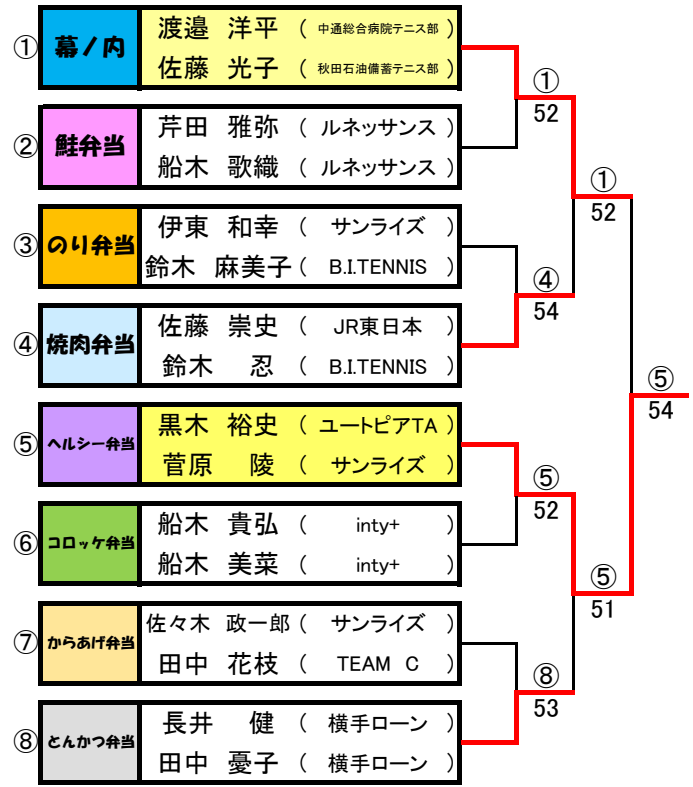 ① 幕ノ内 渡邉 洋平 ( 中通総合病院テニス部 )
佐藤 光子 ( 秋田石油備蓄テニス部 )
② 鮭弁当 芹田 雅弥 ( ルネッサンス )
船木 歌織 ( ルネッサンス )
③ のり弁当 伊東 和幸 ( サンライズ )
鈴木 麻美子 ( B.I.TENNIS )
④ 焼肉弁当 佐藤 崇史 ( JR東日本 )
鈴木 忍 ( B.I.TENNIS )
⑤ ヘルシー弁当 黒木 裕史 ( ユートピアTA )
菅原 陵 ( サンライズ )
⑥ コロッケ弁当 船木 貴弘 ( inty+ )
船木 美菜 ( inty+ )
⑦ からあげ弁当 佐々木 政一郎 ( サンライズ )
田中 花枝 ( TEAM C )
⑧ とんかつ弁当 長井 健 ( 横手ローン )
田中 憂子 ( 横手ローン )
①
52
④
54
⑤
52
⑧
53
①
52
⑤
51
⑤
54